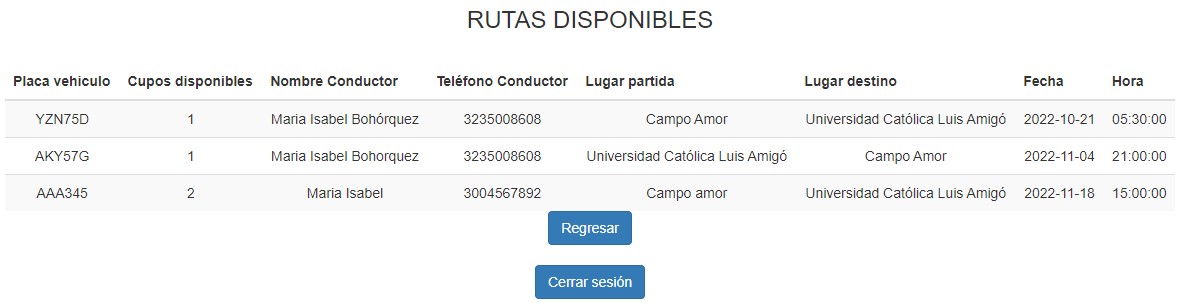 RUTAS DISPONIBLES
Placa vehiculo Cupos disponibles Nombre Conductor Teléfono Conductor Lugar partida Lugar destino Fecha Hora
YZN75D 1 Maria Isabel Bohórquez 3235008608 Campo Amor Universidad Católica Luis Amigó 2022-10-21 05:30:00
AKY57G 1 Maria Isabel Bohorquez 3235008608 Universidad Católica Luis Amigó Campo Amor 2022-11-04 21:00:00
AAA345 2 Maria Isabel 3004567892 Campo amor Universidad Católica Luis Amigó 2022-11-18 15:00:00
Regresar
Cerrar sesión